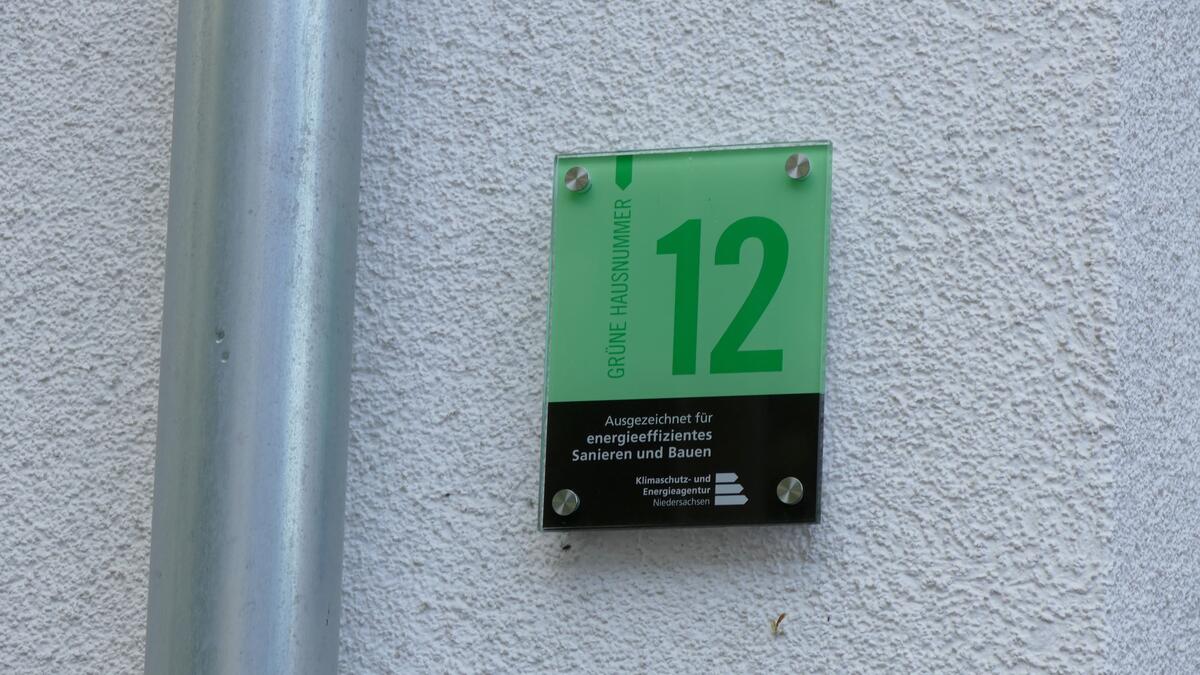 GRÜNE HAUSNUMMER
12
Ausgezeichnet für
energieeffizientes
Sanieren und Bauen
Klimaschutz- und
Energieagentur
Niedersachsen